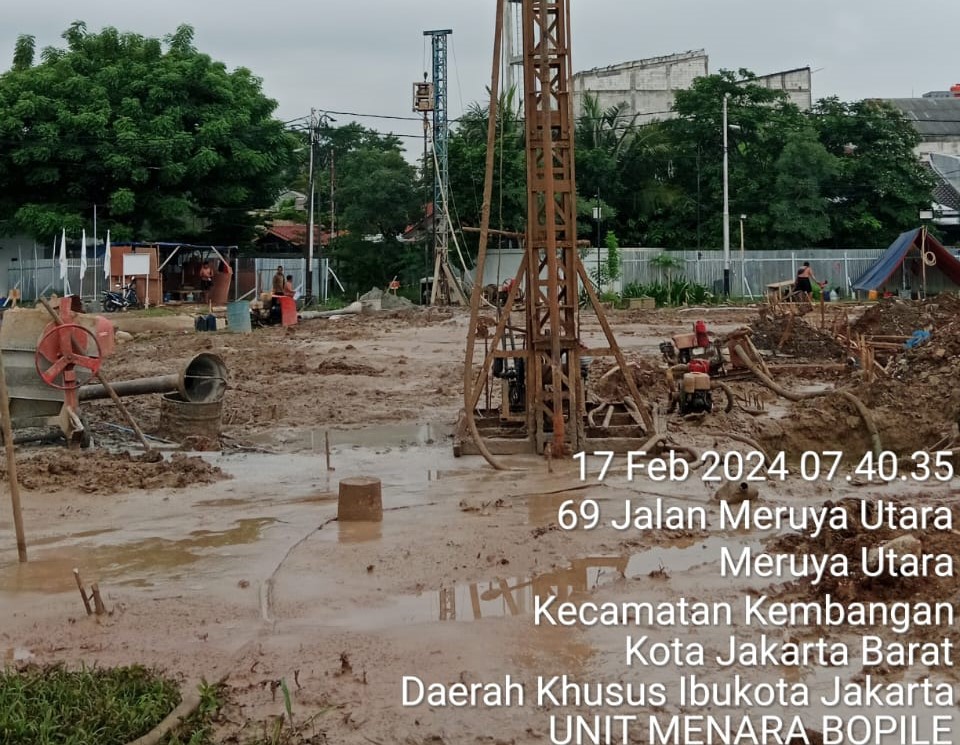 17 Feb 2024 07.40.35
69 Jalan Meruya Utara
Meruya Utara
Kecamatan Kembangan
Kota Jakarta Barat
Daerah Khusus Ibukota Jakarta
UNIT MENARA BOPILE